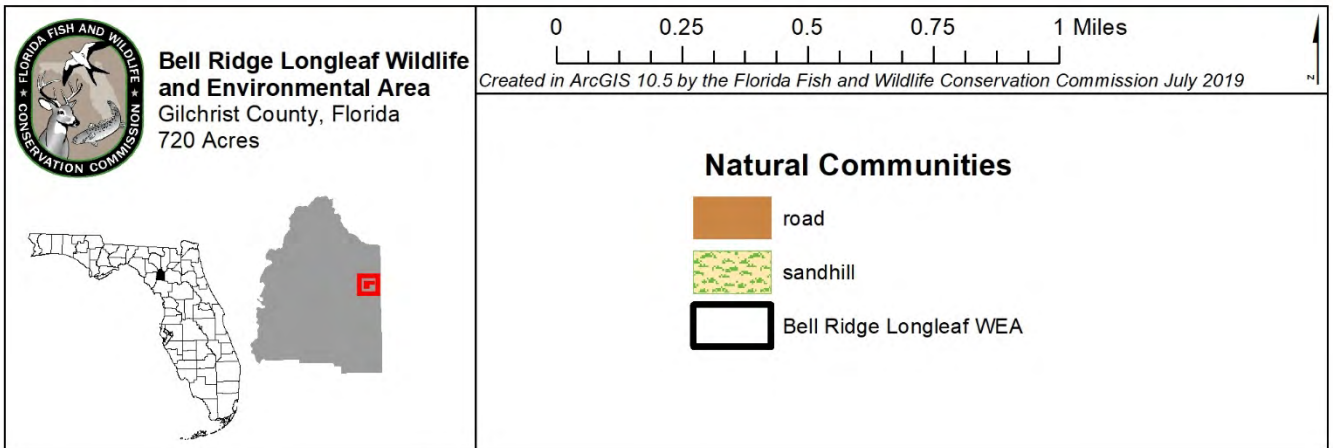 FLORIDA FISH AND WILDLIFE
CONSERVATION COMMISSION
Bell Ridge Longleaf Wildlife
and Environmental Area
Gilchrist County, Florida
720 Acres
0 0.25 0.5 0.75 1 Miles
Created in ArcGIS 10.5 by the Florida Fish and Wildlife Conservation Commission July 2019
N
Natural Communities
road
sandhill
Bell Ridge Longleaf WEA